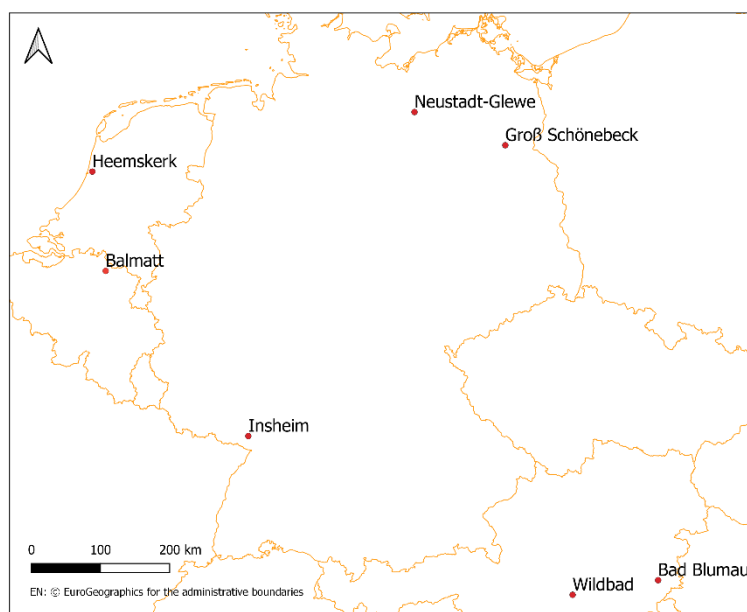 Neustadt-Glewe
Groß Schönebeck
Heemskerk
Balmatt
Insheim
0 100 200 km
Bad Blumau
Wildbad
EN: © EuroGeographics for the administrative boundaries